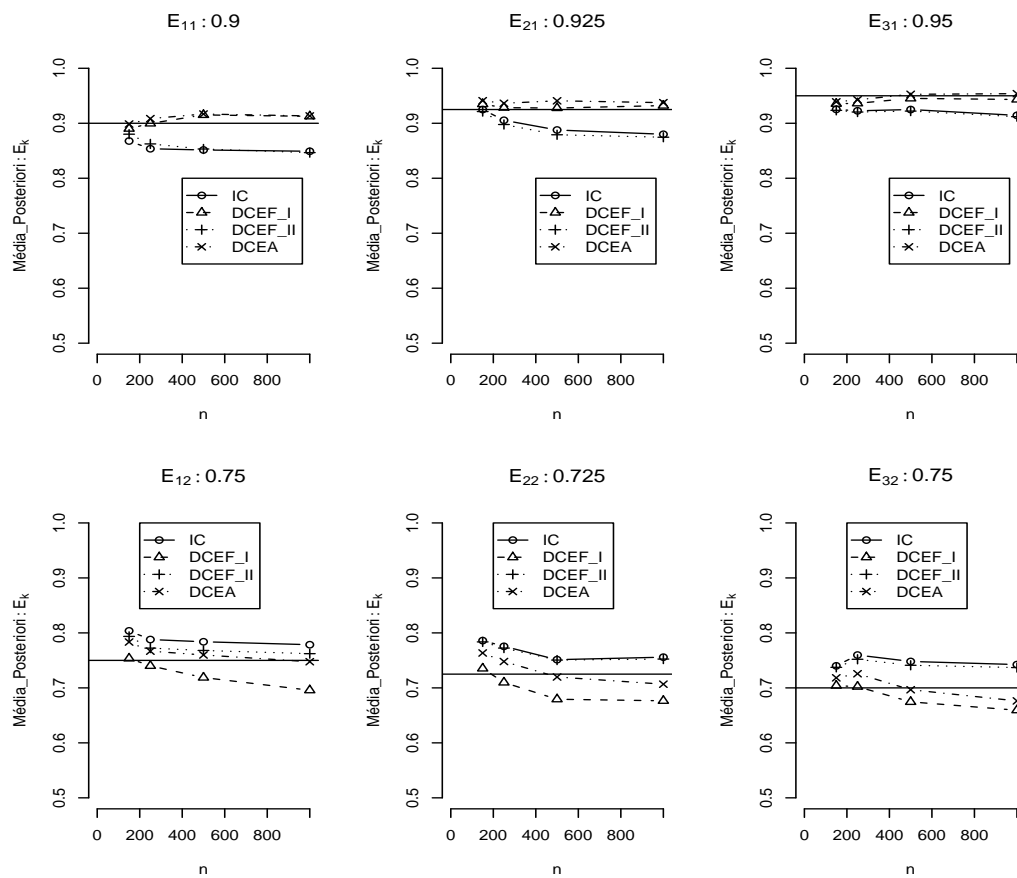 E11 : 0.9
Média_Posteriori : Ek
1.0
0.9
0.8
0.7
0.6
0.5
IC
DCEF_I
DCEF_II
DCEA
0 200 400 600 800
n
E21 : 0.925
Média_Posteriori : Ek
1.0
0.9
0.8
0.7
0.6
0.5
IC
DCEF_I
DCEF_II
DCEA
0 200 400 600 800
n
E31 : 0.95
Média_Posteriori : Ek
1.0
0.9
0.8
0.7
0.6
0.5
IC
DCEF_I
DCEF_II
DCEA
0 200 400 600 800
n
E12 : 0.75
Média_Posteriori : Ek
1.0
0.9
0.8
0.7
0.6
0.5
IC
DCEF_I
DCEF_II
DCEA
0 200 400 600 800
n
E22 : 0.725
Média_Posteriori : Ek
1.0
0.9
0.8
0.7
0.6
0.5
IC
DCEF_I
DCEF_II
DCEA
0 200 400 600 800
n
E32 : 0.75
Média_Posteriori : Ek
1.0
0.9
0.8
0.7
0.6
0.5
IC
DCEF_I
DCEF_II
DCEA
0 200 400 600 800
n